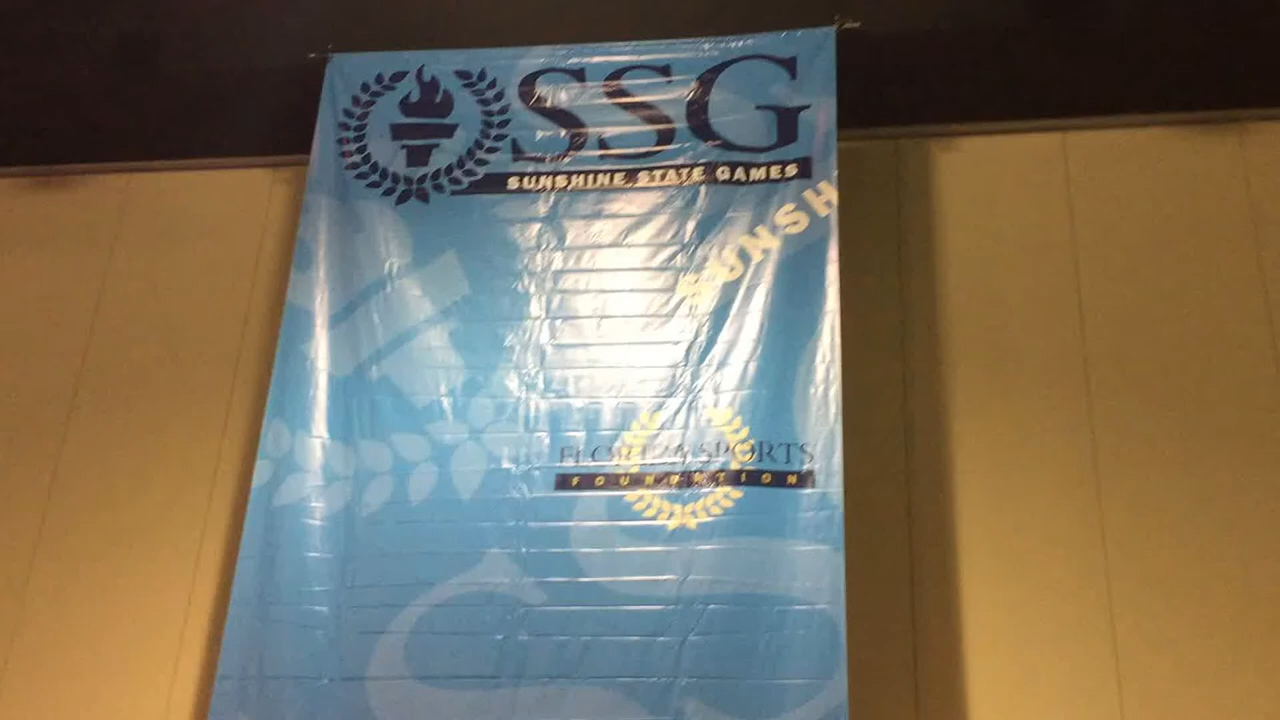 SSG
SUNSHINE STATE GAMES
SUNSH
FLORIDA SPORTS
FOUNDATION